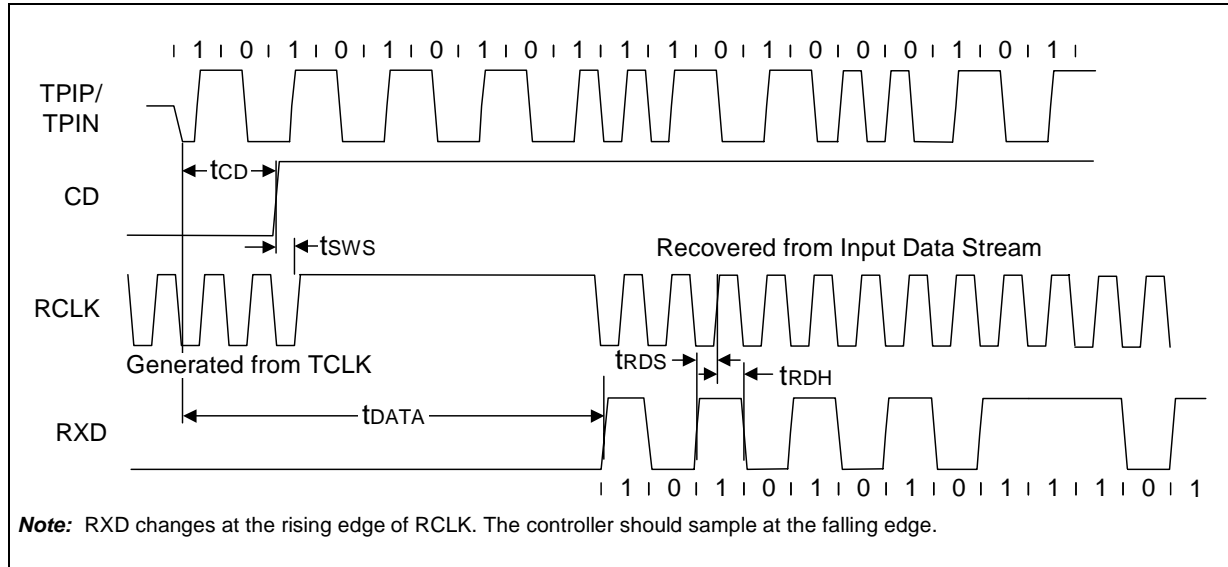 1 0 1 0 1 0 1 0 1 1 1 0 1 0 0 0 1 0 1
TPIP/
TPIN
tCD
CD
tSWS
Recovered from Input Data Stream
RCLK
Generated from TCLK
tRDS
tRDH
tDATA
RXD
1 0 1 0 1 0 1 0 1 1 1 0 1
Note: RXD changes at the rising edge of RCLK. The controller should sample at the falling edge.